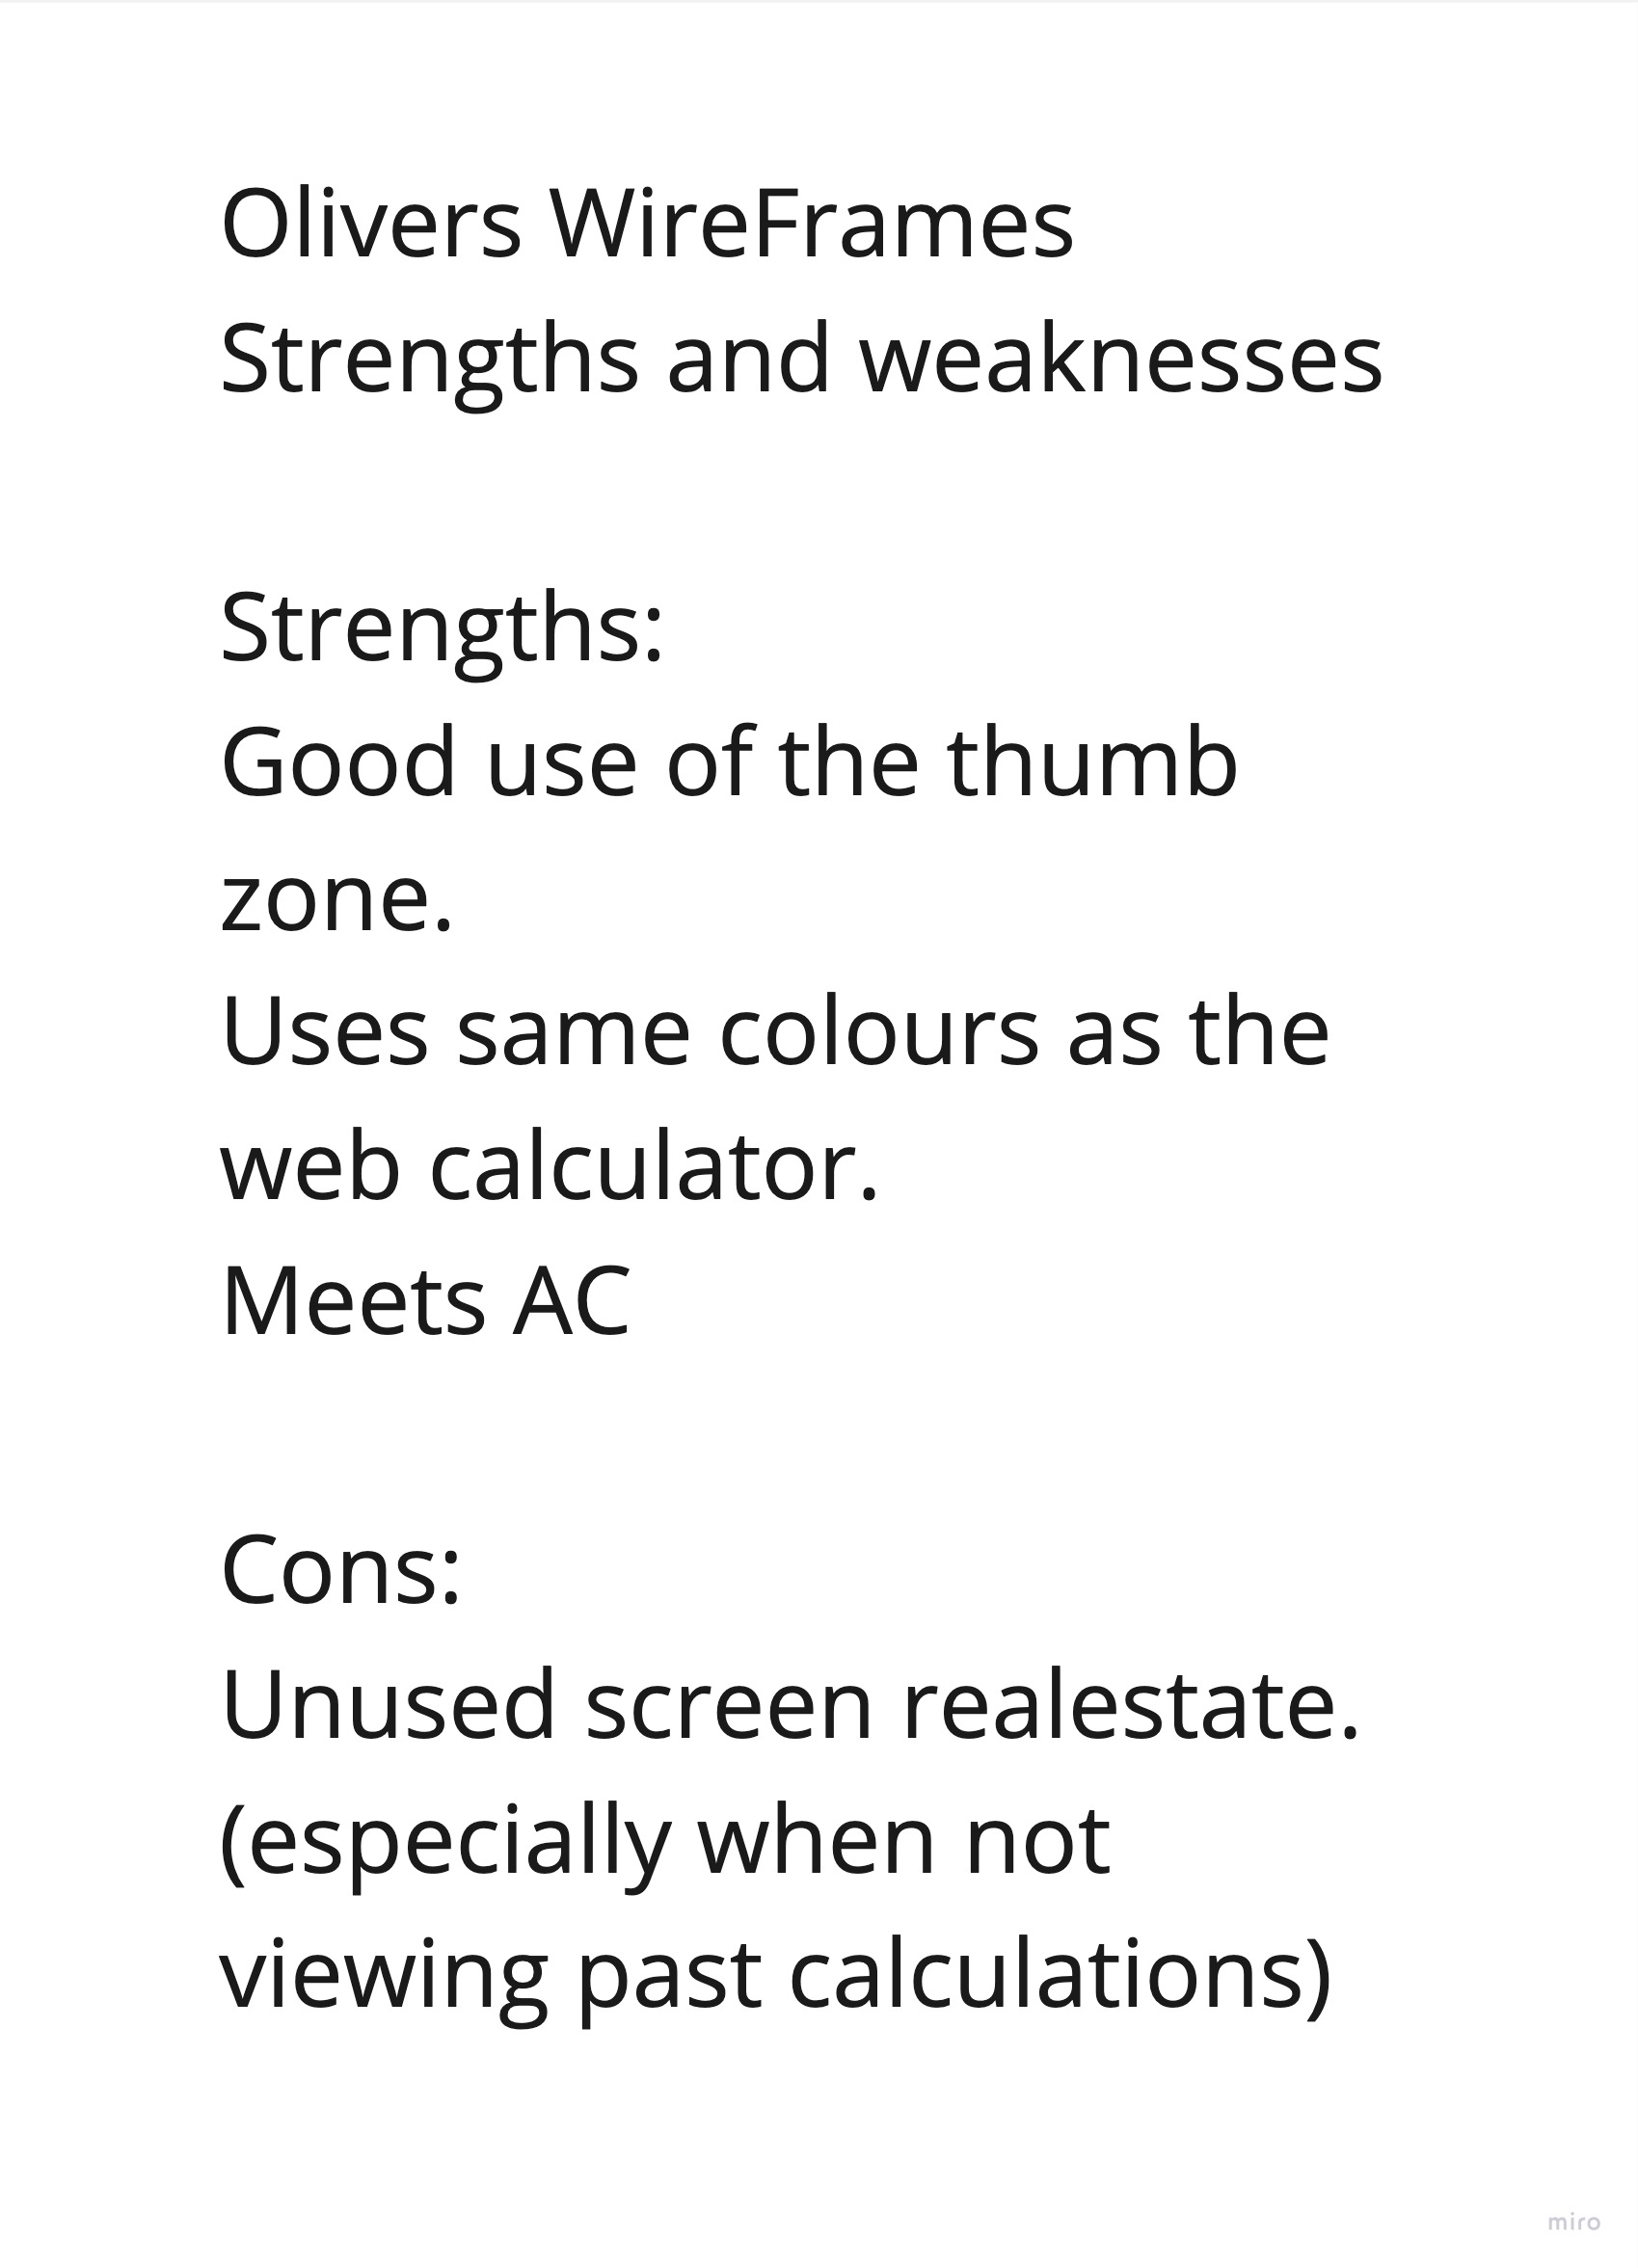 Olivers WireFrames
Strengths and weaknesses
Strengths:
Good use of the thumb
zone.
Uses same colours as the
web calculator.
Meets AC
Cons:
Unused screen realestate.
(especially when not
viewing past calculations)
miro